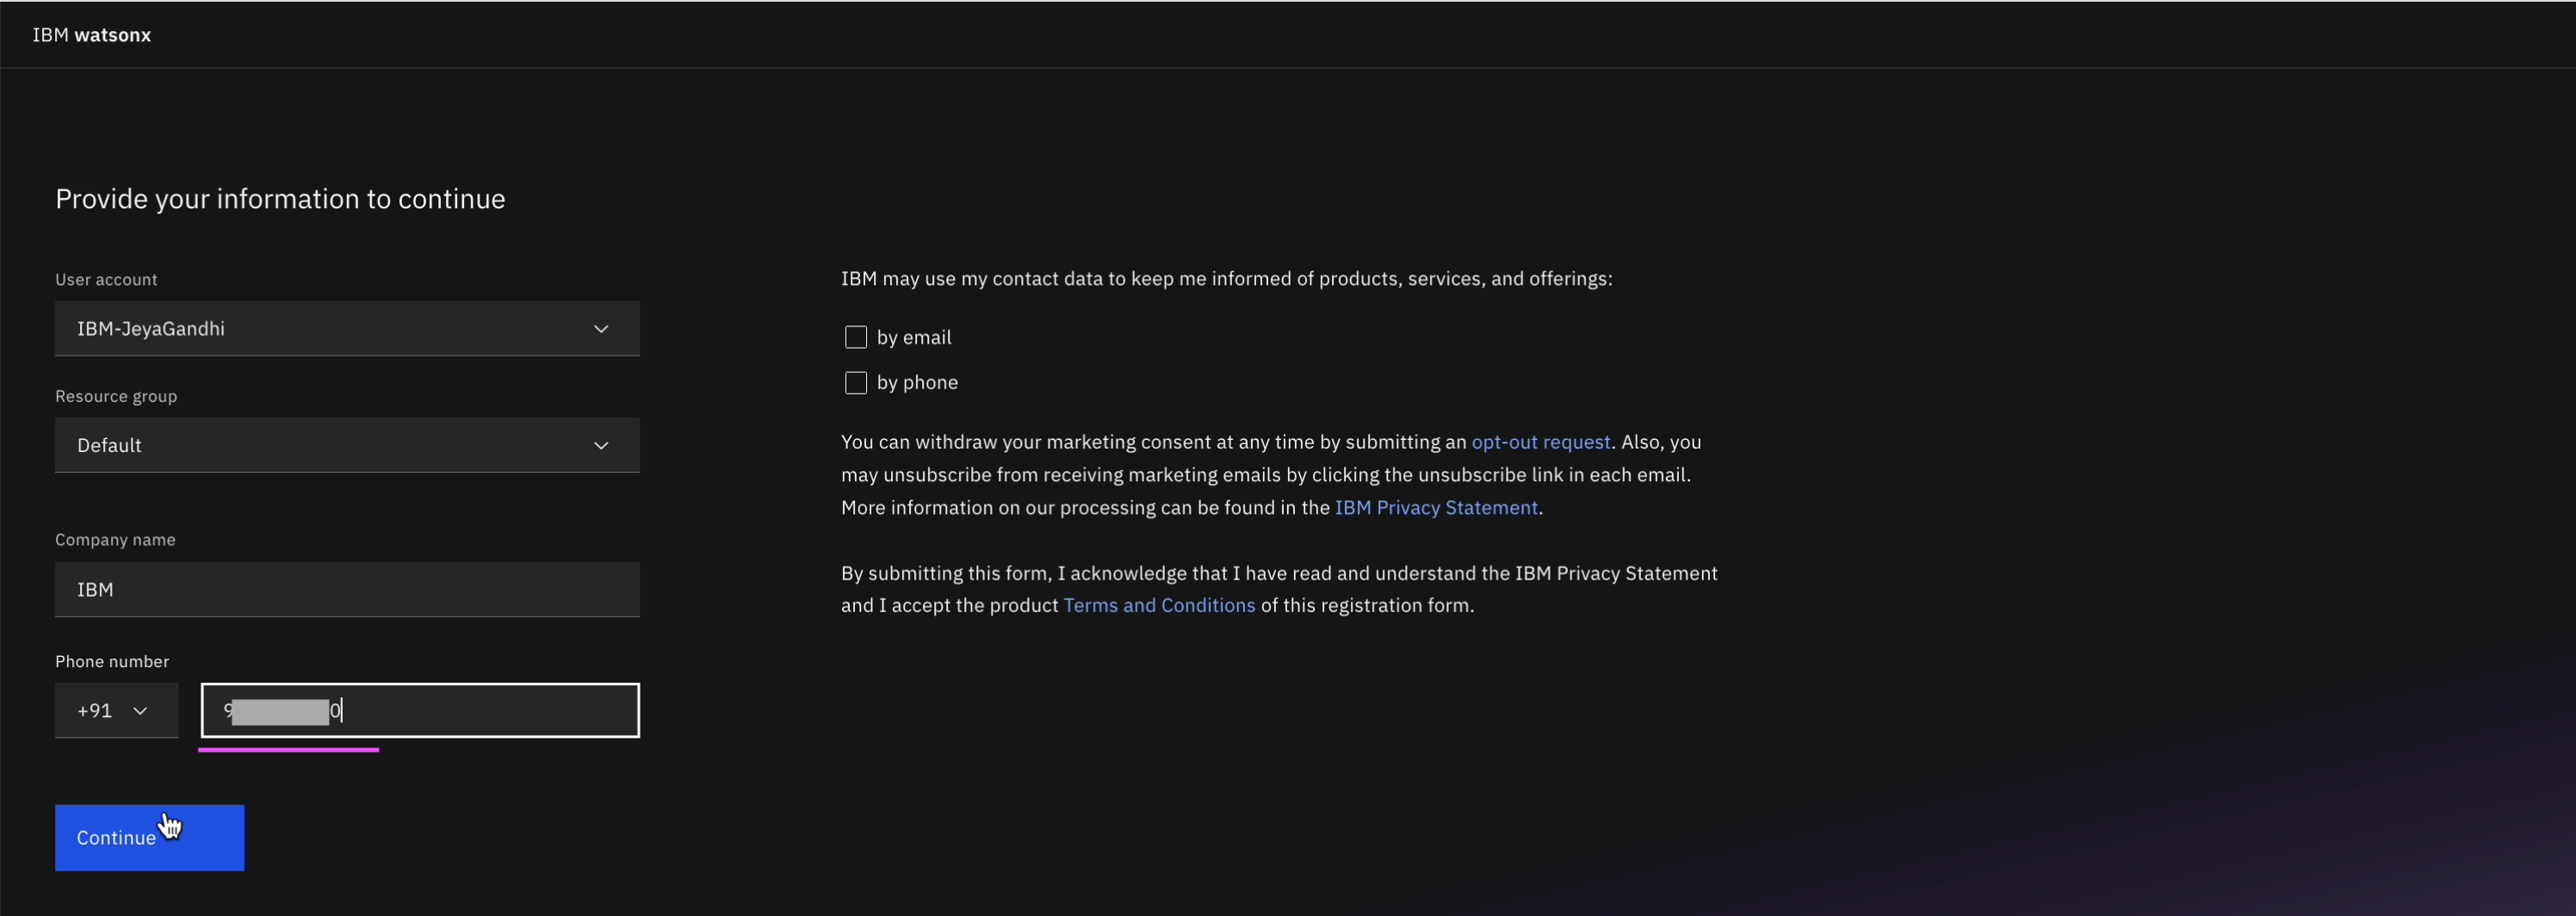 IBM watsonx
Provide your information to continue
User account
IBM-JeyaGandhi
Resource group
Default
Company name
IBM
Phone number
+91
9 0
Continue
IBM may use my contact data to keep me informed of products, services, and offerings:
by email
by phone
You can withdraw your marketing consent at any time by submitting an opt-out request. Also, you
may unsubscribe from receiving marketing emails by clicking the unsubscribe link in each email.
More information on our processing can be found in the IBM Privacy Statement.
By submitting this form, I acknowledge that I have read and understand the IBM Privacy Statement
and I accept the product Terms and Conditions of this registration form.